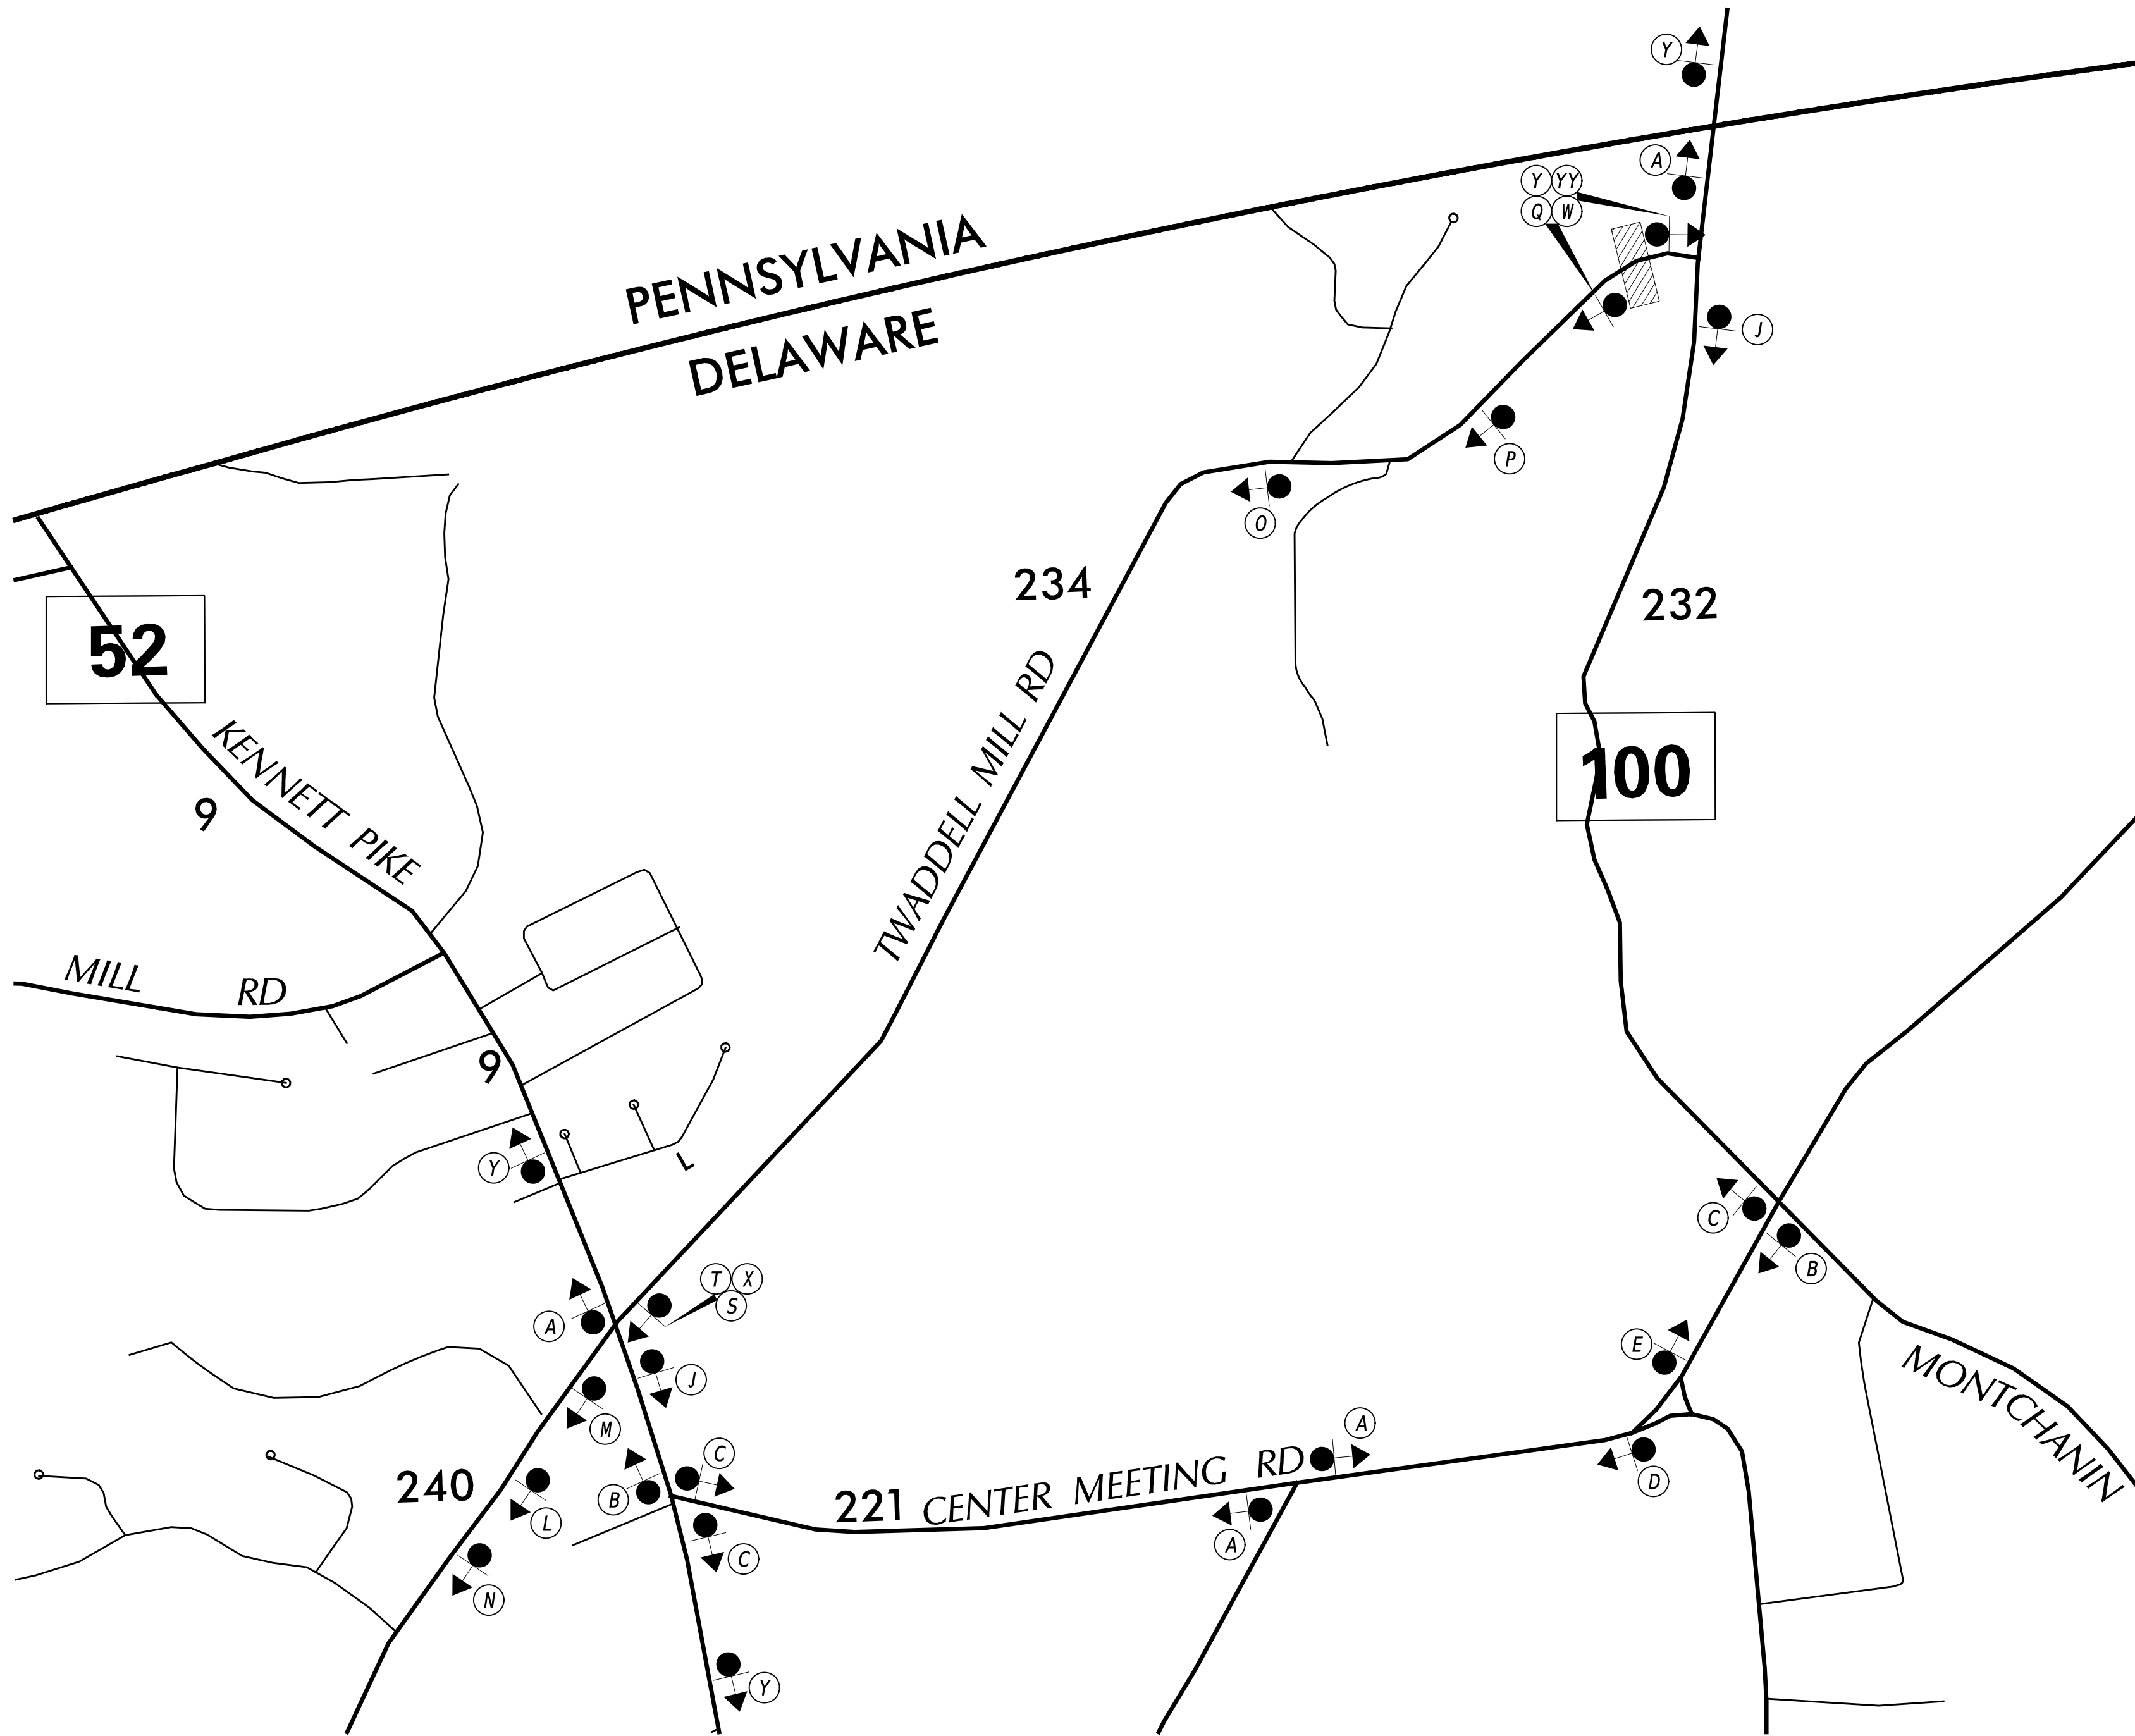 Y
A
Y YY
Q W
PENNSYLVANIA
DELAWARE
J
P
O
234
232
52
100
KENNETT PIKE
9
TWADDELL MILL RD
MILL RD
9
L
Y
C
B
T X
S
A
E
J
M
MONTCHANIN
A
C
CENTER MEETING RD
D
240
221
B
L
A
C
N
Y